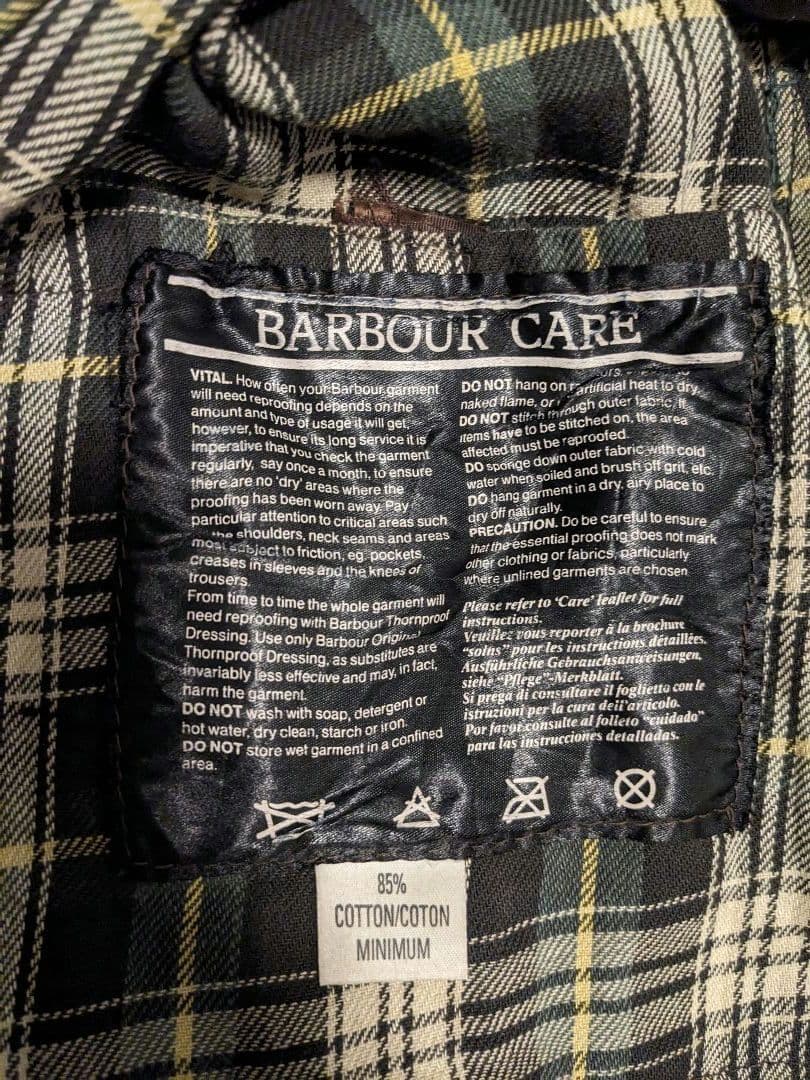 BARBOUR CARE
VITAL. How often your Barbour garment
will need reproofing depends on the
amount and type of usage it will get,
however, to ensure its long service it is
imperative that you check the garment
regularly, say once a month, to ensure
there are no 'dry' areas where the
proofing has been worn away. Pay
particular attention to critical areas such
shoulders, neck seams and areas
most subject to friction, eg. pockets,
creases in sleeves and the knees of
trousers.
From time to time the whole garment will
need reproofing with Barbour Thornproof
Dressing. Use only Barbour Original
Thornproof Dressing, as substitutes are
invariably less effective and may, in fact,
harm the garment.
DO NOT wash with soap, detergent or
hot water, dry clean, starch or iron.
DO NOT store wet garment in a confined
area.
DO NOT hang on artificial heat to dry,
naked flame, or
DO NOT stitch through outer fabric. If
items have to be stitched on, the area
affected must be reproofed.
DO sponge down outer fabric with cold
water when soiled and brush off grit, etc.
DO hang garment in a dry, airy place to
dry off naturally.
PRECAUTION. Do be careful to ensure
that the essential proofing does not mark
other clothing or fabrics, particularly
where unlined garments are chosen.
Please refer to 'Care' leaflet for full
instructions.
Veuillez vous reporter à la brochure
"soins" pour les instructions détaillées.
Ausführliche Gebrauchsanweisungen,
siehe "Pflege"-Merkblatt.
Si prega di consultare il foglietto con le
istruzioni per la cura dell'articolo.
Por favor consulte al folleto "cuidado"
para las instrucciones detalladas.
85%
COTTON/COTON
MINIMUM